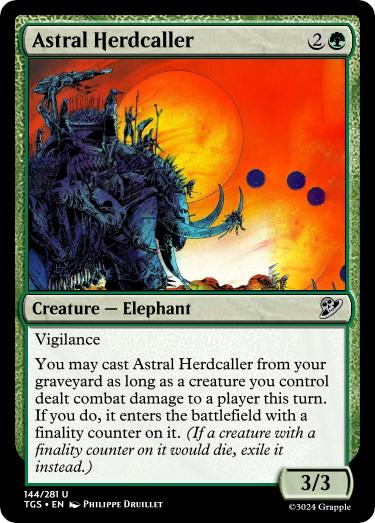 Astral Herdcaller 2
Creature — Elephant
Vigilance
You may cast Astral Herdcaller from your
graveyard as long as a creature you control
dealt combat damage to a player this turn.
If you do, it enters the battlefield with a
finality counter on it. (If a creature with a
finality counter on it would die, exile it
instead.)
3/3
144/281 U
TGS • EN Philippe Druillet
©3024 Grapple